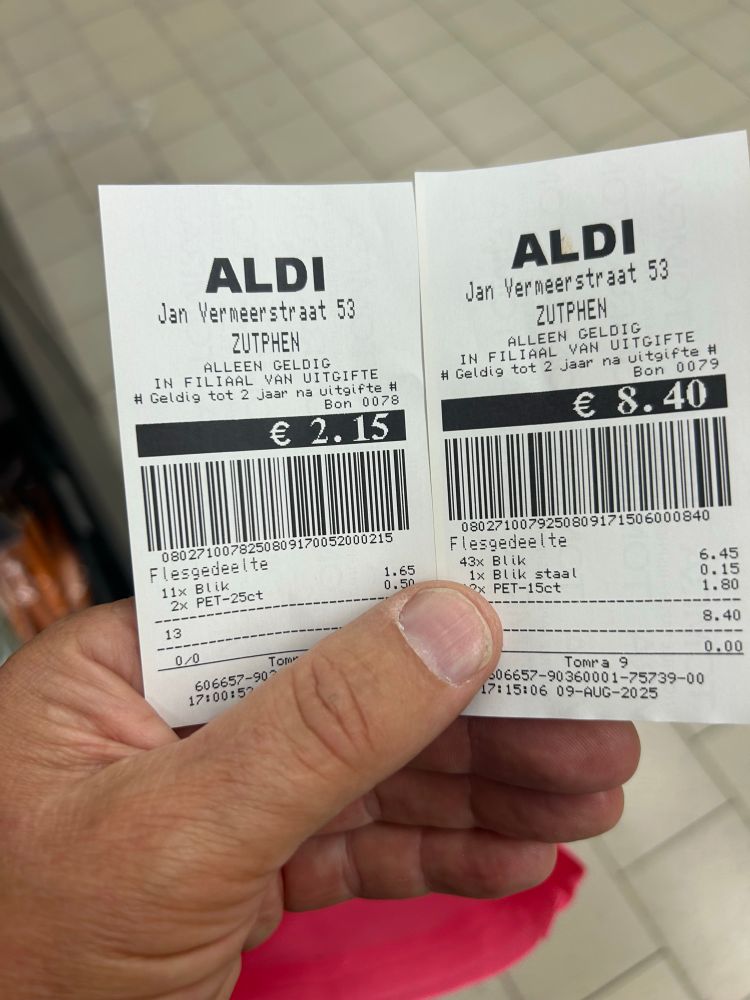 ALDI
Jan Vermeerstraat 53
ZUTPHEN
ALLEEN GELDIG
IN FILIAAL VAN UITGIFTE
# Geldig tot 2 jaar na uitgifte #
Bon 0078
€ 2.15
0802710078250809170052000215
Flesgedeelte
11x Blik 1.65
2x PET-25ct 0.50
13
0/0
17:00:52
ALDI
Jan Vermeerstraat 53
ZUTPHEN
ALLEEN GELDIG
IN FILIAAL VAN UITGIFTE
# Geldig tot 2 jaar na uitgifte #
Bon 0079
€ 8.40
0802710079250809171506000840
Flesgedeelte
43x Blik 6.45
1x Blik staal 0.15
PET-15ct 1.80
8.40
0.00
Tomra 9
606657-90360001-75739-00
17:15:06 09-AUG-2025